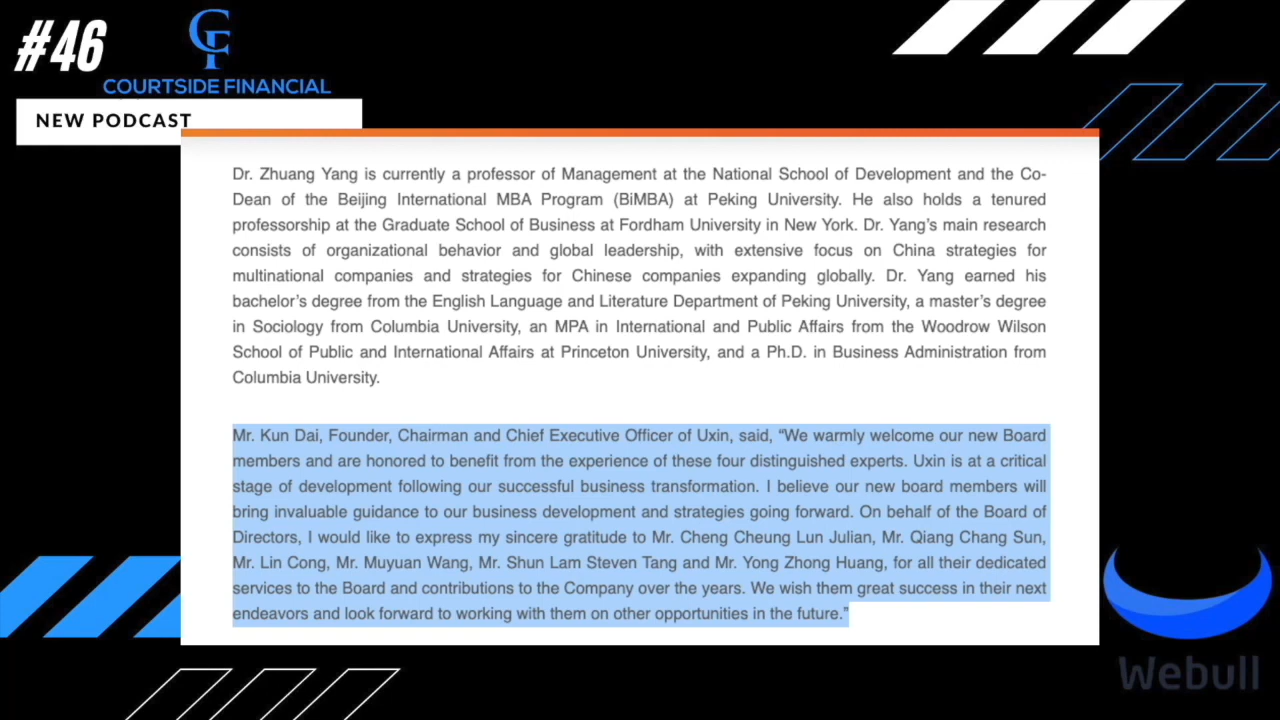 #46
CF
COURTSIDE FINANCIAL
NEW PODCAST
Dr. Zhuang Yang is currently a professor of Management at the National School of Development and the Co-
Dean of the Beijing International MBA Program (BiMBA) at Peking University. He also holds a tenured
professorship at the Graduate School of Business at Fordham University in New York. Dr. Yang’s main research
consists of organizational behavior and global leadership, with extensive focus on China strategies for
multinational companies and strategies for Chinese companies expanding globally. Dr. Yang earned his
bachelor’s degree from the English Language and Literature Department of Peking University, a master’s degree
in Sociology from Columbia University, an MPA in International and Public Affairs from the Woodrow Wilson
School of Public and International Affairs at Princeton University, and a Ph.D. in Business Administration from
Columbia University.
Mr. Kun Dai, Founder, Chairman and Chief Executive Officer of Uxin, said, “We warmly welcome our new Board
members and are honored to benefit from the experience of these four distinguished experts. Uxin is at a critical
stage of development following our successful business transformation. I believe our new board members will
bring invaluable guidance to our business development and strategies going forward. On behalf of the Board of
Directors, I would like to express my sincere gratitude to Mr. Cheng Cheung Lun Julian, Mr. Qiang Chang Sun,
Mr. Lin Cong, Mr. Muyuan Wang, Mr. Shun Lam Steven Tang and Mr. Yong Zhong Huang, for all their dedicated
services to the Board and contributions to the Company over the years. We wish them great success in their next
endeavors and look forward to working with them on other opportunities in the future.”
Webull